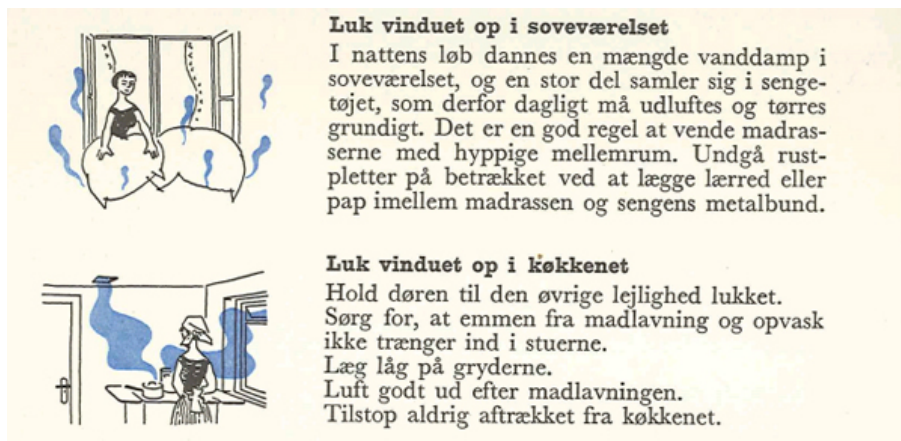 Luk vinduet op i soveværelset
I nattens løb dannes en mængde vanddamp i
soveværelset, og en stor del samler sig i senge-
tøjet, som derfor dagligt må udluftes og tørres
grundigt. Det er en god regel at vende madras-
serne med hyppige mellemrum. Undgå rust-
pletter på betrækket ved at lægge lærred eller
pap imellem madrassen og sengens metalbund.
Luk vinduet op i køkkenet
Hold døren til den øvrige lejlighed lukket.
Sørg for, at emmen fra madlavning og opvask
ikke trænger ind i stuerne.
Læg låg på gryderne.
Luft godt ud efter madlavningen.
Tilstop aldrig aftrækket fra køkkenet.